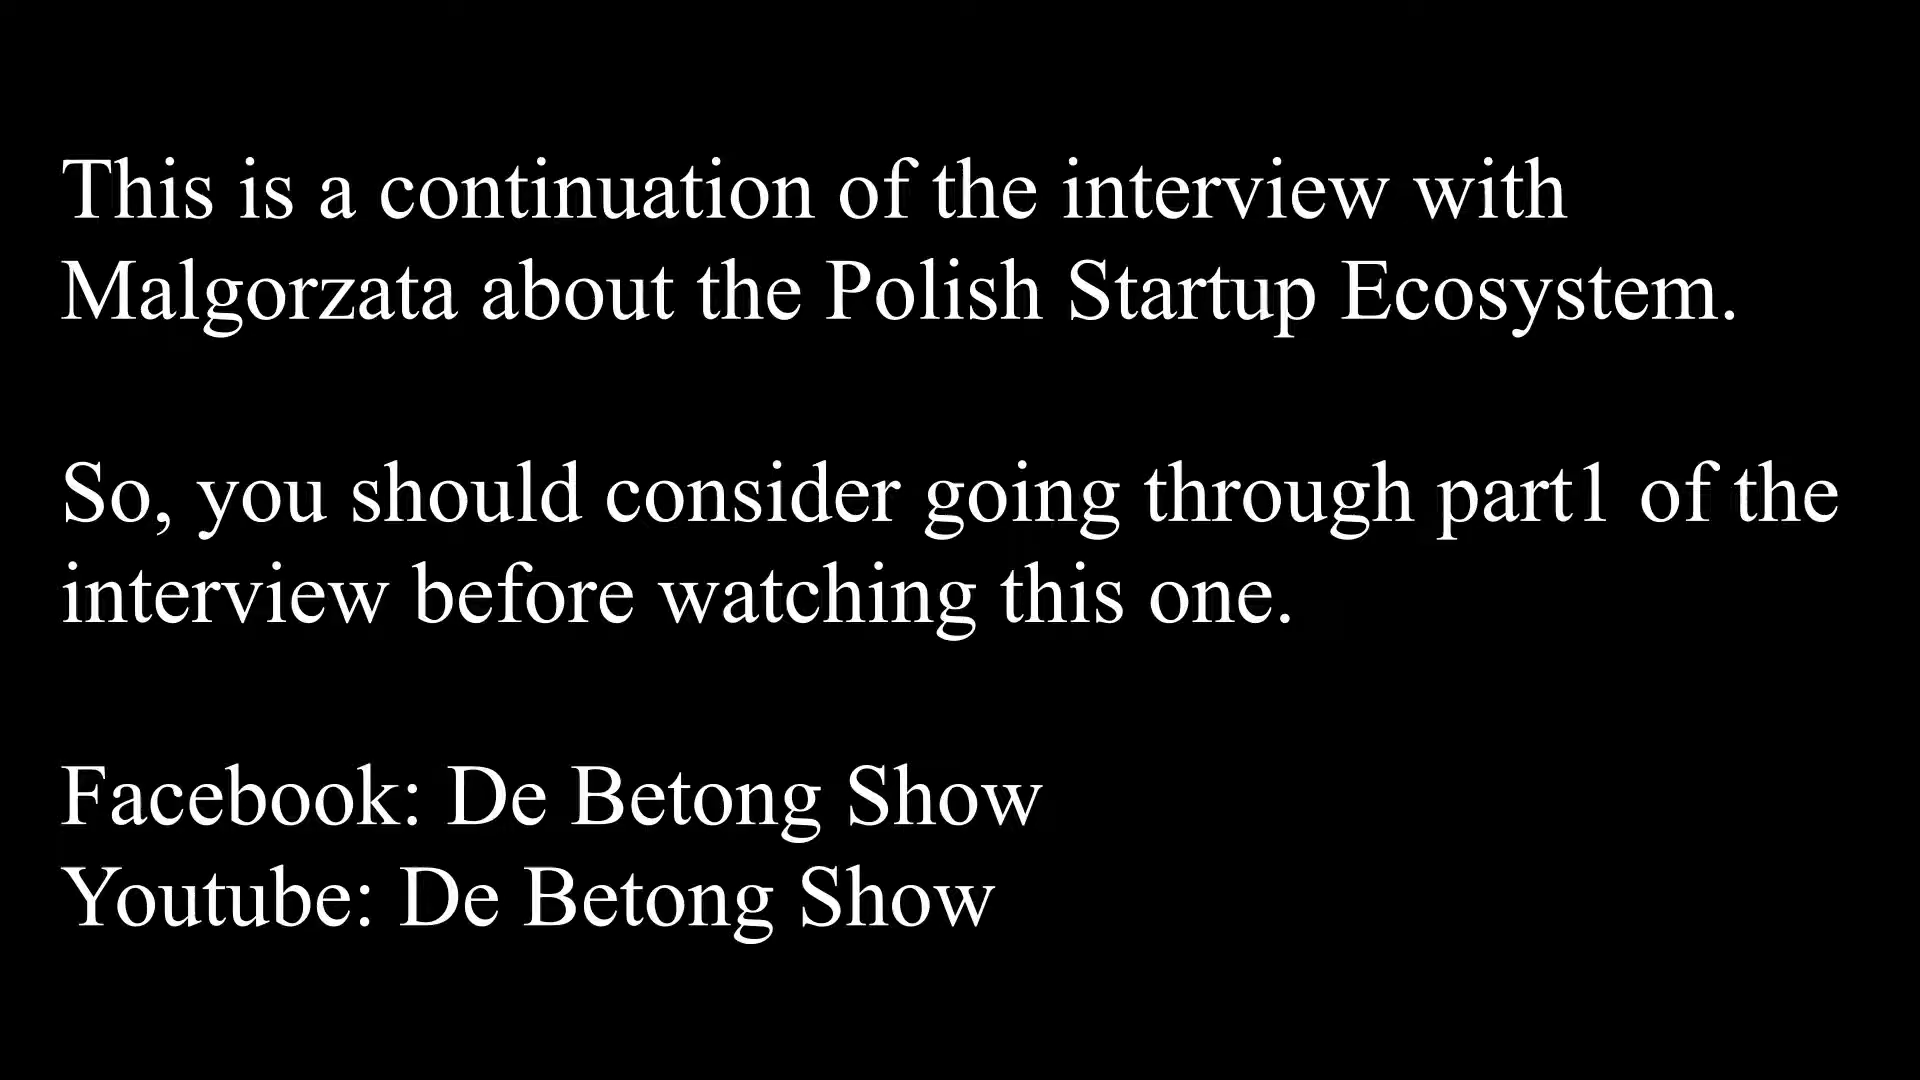 This is a continuation of the interview with
Malgorzata about the Polish Startup Ecosystem.
So, you should consider going through part1 of the
interview before watching this one.
Facebook: De Betong Show
Youtube: De Betong Show